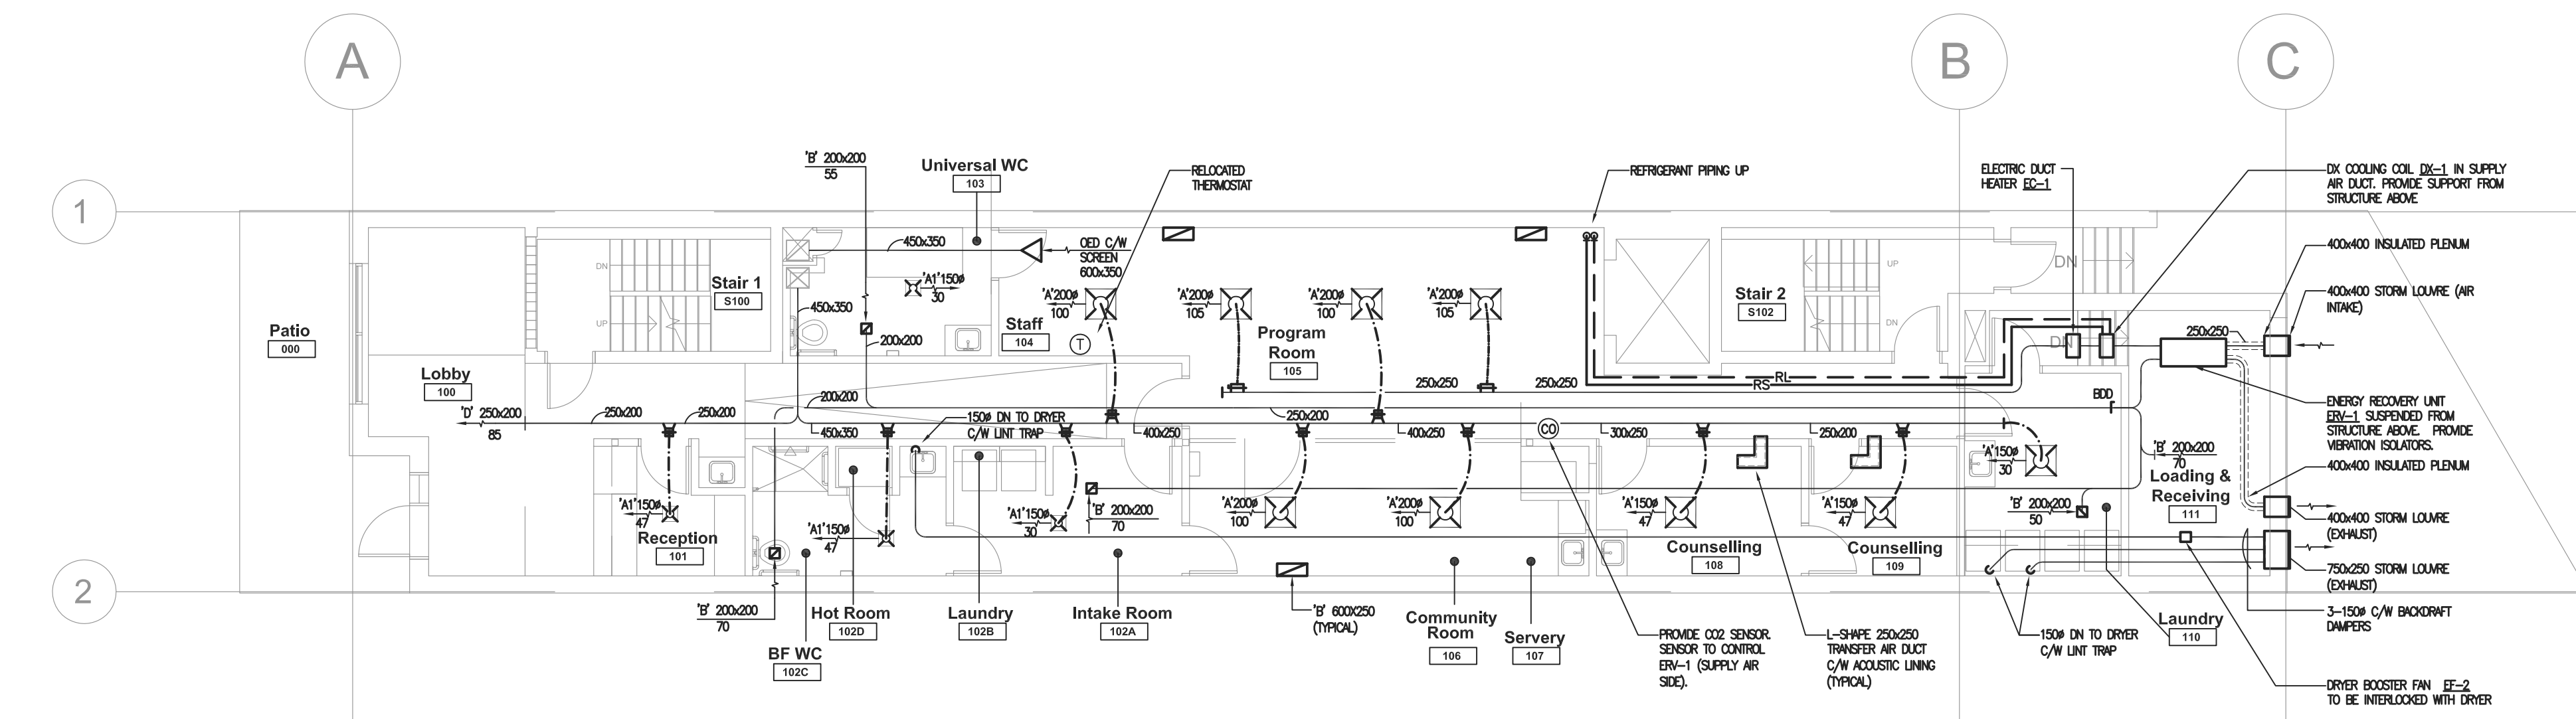 A
B
C
1
2
'B' 200x200
55
Universal WC
103
RELOCATED
THERMOSTAT
REFRIGERANT PIPING UP
ELECTRIC DUCT
HEATER EC-1
DX COOLING COIL DX-1 IN SUPPLY
AIR DUCT. PROVIDE SUPPORT FROM
STRUCTURE ABOVE
400x400 INSULATED PLENUM
400x400 STORM LOUVRE (AIR
INTAKE)
450x350
OED C/W
SCREEN
600x350
DN
UP
Stair 1
S100
'A1'150ø
30
450x350
200x200
Staff
104
T
'A'200ø
100
'A'200ø
105
'A'200ø
100
'A'200ø
105
Program
Room
105
Stair 2
S102
UP
DN
DN
DN
250x250
Patio
000
Lobby
100
250x250
250x250
RL
RS
BDD
ENERGY RECOVERY UNIT
ERV-1 SUSPENDED FROM
STRUCTURE ABOVE. PROVIDE
VIBRATION ISOLATORS.
400x400 INSULATED PLENUM
400x400 STORM LOUVRE
(EXHAUST)
750x250 STORM LOUVRE
(EXHAUST)
3-150ø C/W BACKDRAFT
DAMPERS
'D' 250x200
85
250x200
250x200
200x200
450x350
150ø DN TO DRYER
C/W LINT TRAP
400x250
250x200
400x250
CO
300x250
250x200
'A'150ø
30
'B' 200x200
70
Loading &
Receiving
111
'A1'150ø
47
Reception
101
'A1'150ø
47
'A1'150ø
30
'B' 200x200
70
'A'200ø
100
'A'200ø
100
'A'150ø
47
'A'150ø
47
'B' 200x200
50
Counselling
108
Counselling
109
'B' 200x200
70
Hot Room
102D
Laundry
102B
Intake Room
102A
'B' 600X250
(TYPICAL)
Community
Room
106
Servery
107
BF WC
102C
PROVIDE CO2 SENSOR.
SENSOR TO CONTROL
ERV-1 (SUPPLY AIR
SIDE).
L-SHAPE 250x250
TRANSFER AIR DUCT
C/W ACOUSTIC LINING
(TYPICAL)
150ø DN TO DRYER
C/W LINT TRAP
Laundry
110
DRYER BOOSTER FAN EF-2
TO BE INTERLOCKED WITH DRYER